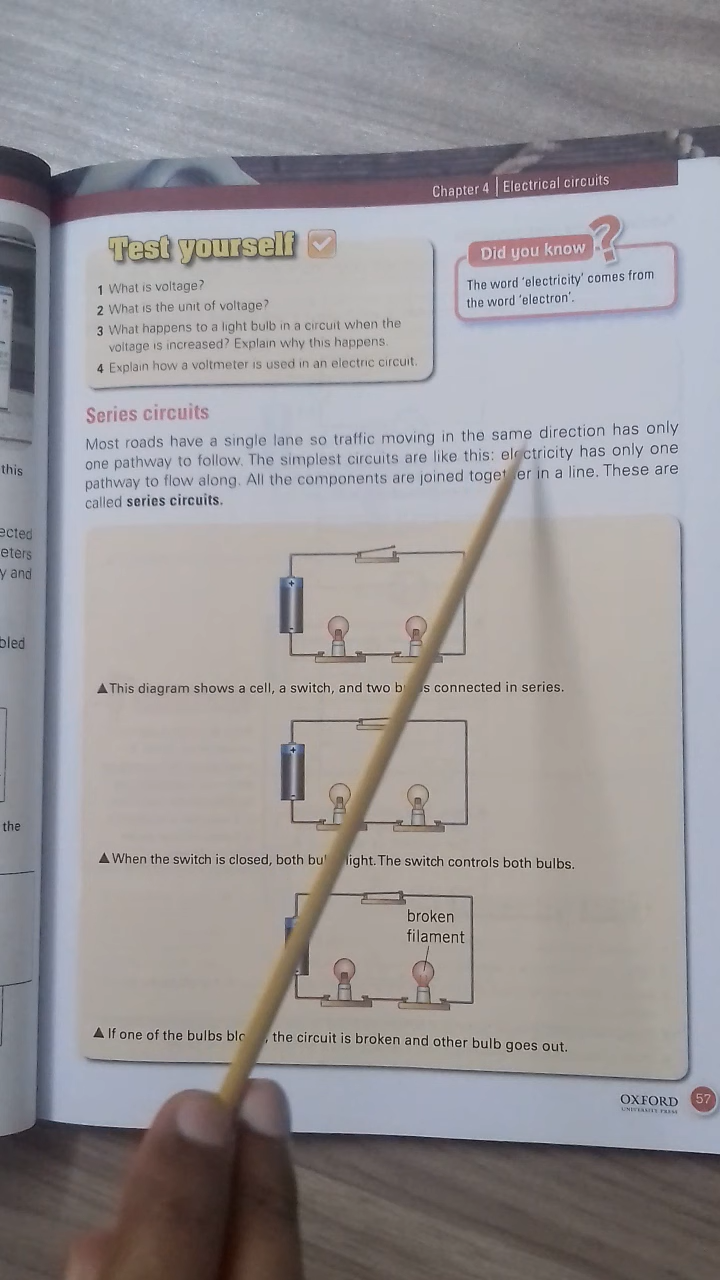 this
ected
eters
y and
bled
the
Chapter 4 | Electrical circuits
Test yourself
1 What is voltage?
2 What is the unit of voltage?
3 What happens to a light bulb in a circuit when the
voltage is increased? Explain why this happens.
4 Explain how a voltmeter is used in an electric circuit.
Did you know ?
The word ‘electricity’ comes from
the word ‘electron’.
Series circuits
Most roads have a single lane so traffic moving in the same direction has only
one pathway to follow. The simplest circuits are like this: electricity has only one
pathway to flow along. All the components are joined together in a line. These are
called series circuits.
+
-
▲This diagram shows a cell, a switch, and two b s connected in series.
+
-
▲When the switch is closed, both bu light. The switch controls both bulbs.
broken
filament
▲If one of the bulbs blo , the circuit is broken and other bulb goes out.
OXFORD
UNIVERSITY PRESS
57